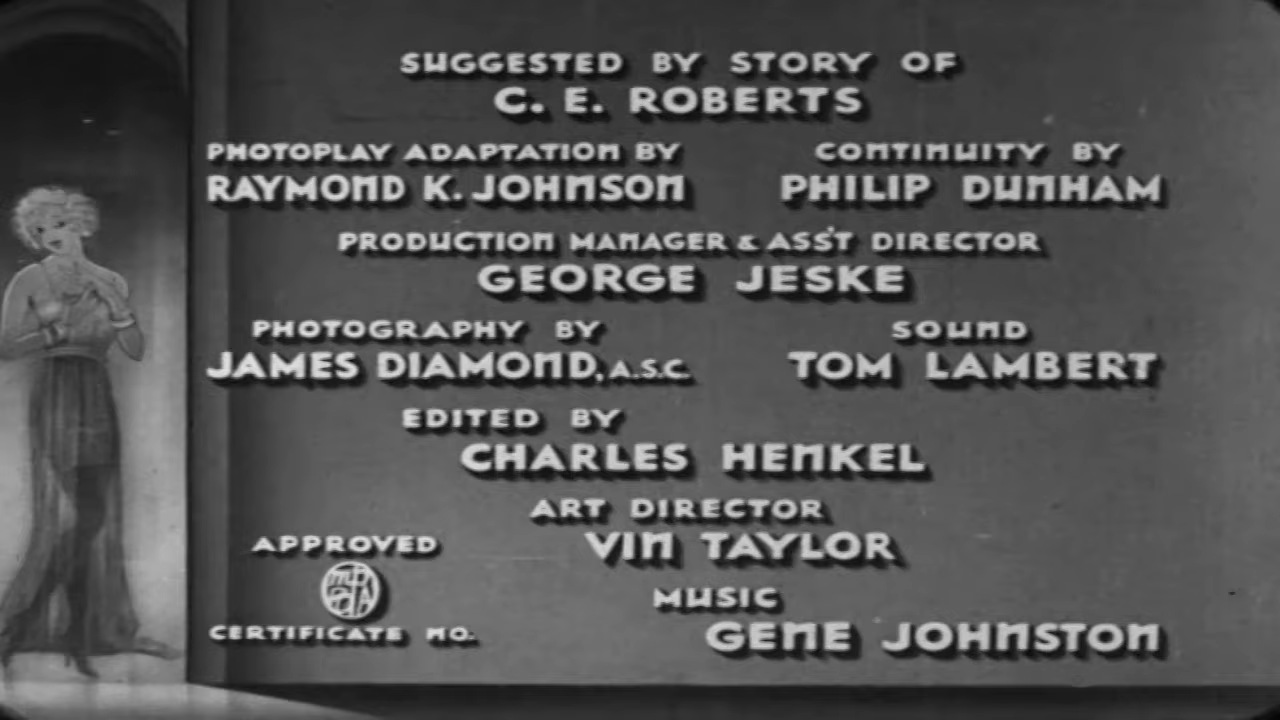 SUGGESTED BY STORY OF
C. E. ROBERTS
PHOTOPLAY ADAPTATION BY
RAYMOND K. JOHNSON
CONTINUITY BY
PHILIP DUNHAM
PRODUCTION MANAGER & ASS'T DIRECTOR
GEORGE JESKE
PHOTOGRAPHY BY
JAMES DIAMOND, A.S.C.
SOUND
TOM LAMBERT
EDITED BY
CHARLES HENKEL
ART DIRECTOR
VIN TAYLOR
APPROVED
CERTIFICATE NO.
MUSIC
GENE JOHNSTON